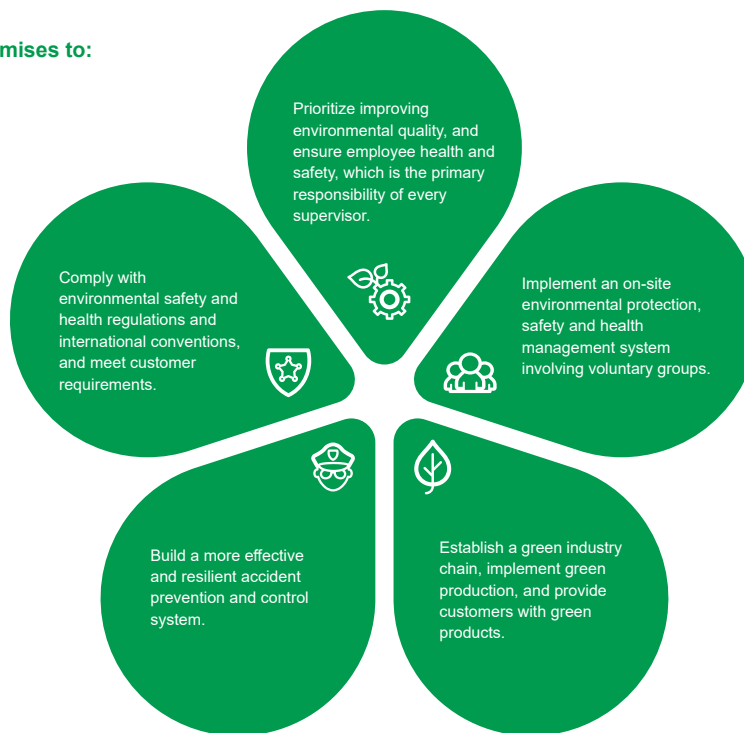 mises to:
Prioritize improving
environmental quality, and
ensure employee health and
safety, which is the primary
responsibility of every
supervisor.
Comply with
environmental safety and
health regulations and
international conventions,
and meet customer
requirements.
Implement an on-site
environmental protection,
safety and health
management system
involving voluntary groups.
Build a more effective
and resilient accident
prevention and control
system.
Establish a green industry
chain, implement green
production, and provide
customers with green
products.